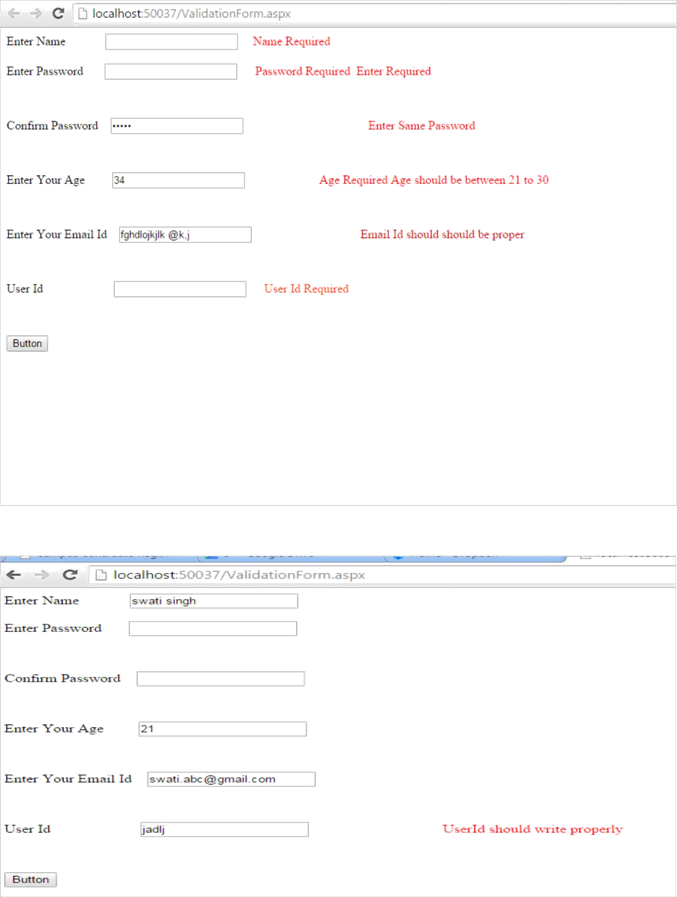 localhost:50037/ValidationForm.aspx
Enter Name Name Required
Enter Password Password Required Enter Required
Confirm Password ••••• Enter Same Password
Enter Your Age 34 Age Required Age should be between 21 to 30
Enter Your Email Id fghdlojkjlk @k,j Email Id should should be proper
User Id User Id Required
Button
localhost:50037/ValidationForm.aspx
Enter Name swati singh
Enter Password
Confirm Password
Enter Your Age 21
Enter Your Email Id swati.abc@gmail.com
User Id jadlj UserId should write properly
Button